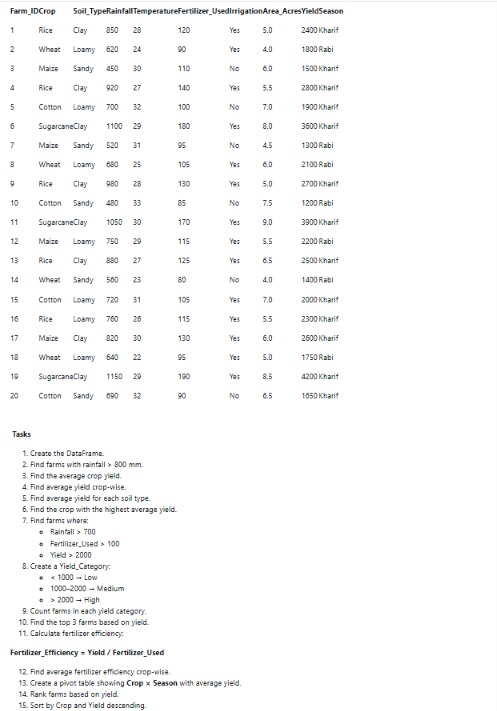 Farm_IDCrop Soil_TypeRainfallTemperatureFertilizer_UsedIrrigationArea_AcresYieldSeason
1 Rice Clay 850 28 120 Yes 5.0 2400 Kharif
2 Wheat Loamy 620 24 90 Yes 4.0 1800 Rabi
3 Maize Sandy 450 30 110 No 6.0 1500 Kharif
4 Rice Clay 920 27 140 Yes 5.5 2800 Kharif
5 Cotton Loamy 700 32 100 No 7.0 1900 Kharif
6 SugarcaneClay 1100 29 180 Yes 8.0 3600 Kharif
7 Maize Sandy 520 31 95 No 4.5 1300 Rabi
8 Wheat Loamy 680 25 105 Yes 6.0 2100 Rabi
9 Rice Clay 980 28 130 Yes 5.0 2700 Kharif
10 Cotton Sandy 480 33 85 No 7.5 1200 Rabi
11 SugarcaneClay 1050 30 170 Yes 9.0 3900 Kharif
12 Maize Loamy 750 29 115 Yes 5.5 2200 Rabi
13 Rice Clay 880 27 125 Yes 6.5 2500 Kharif
14 Wheat Sandy 560 23 80 No 4.0 1400 Rabi
15 Cotton Loamy 720 31 105 Yes 7.0 2000 Kharif
16 Rice Loamy 760 26 115 Yes 5.5 2300 Kharif
17 Maize Clay 820 30 130 Yes 6.0 2600 Kharif
18 Wheat Loamy 640 22 95 Yes 5.0 1750 Rabi
19 SugarcaneClay 1150 29 190 Yes 8.5 4200 Kharif
20 Cotton Sandy 690 32 90 No 6.5 1650 Kharif
Tasks
1. Create the DataFrame.
2. Find farms with rainfall > 800 mm.
3. Find the average crop yield.
4. Find average yield crop-wise.
5. Find average yield for each soil type.
6. Find the crop with the highest average yield.
7. Find farms where:
Rainfall > 700
Fertilizer_Used > 100
Yield > 2000
8. Create a Yield_Category:
< 1000 → Low
1000–2000 → Medium
> 2000 → High
9. Count farms in each yield category.
10. Find the top 3 farms based on yield.
11. Calculate fertilizer efficiency:
Fertilizer_Efficiency = Yield / Fertilizer_Used
12. Find average fertilizer efficiency crop-wise.
13. Create a pivot table showing Crop × Season with average yield.
14. Rank farms based on yield.
15. Sort by Crop and Yield descending.